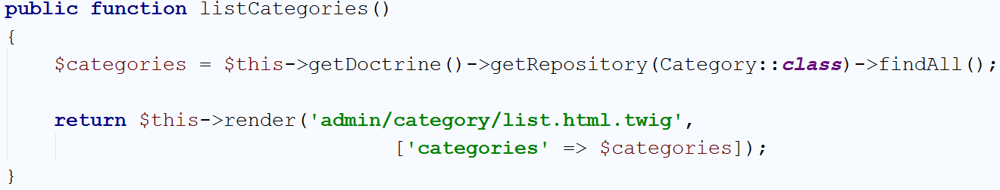 public function listCategories()
{
    $categories = $this->getDoctrine()->getRepository(Category::class)->findAll();
    return $this->render('admin/category/list.html.twig',
                              ['categories' => $categories]);
}